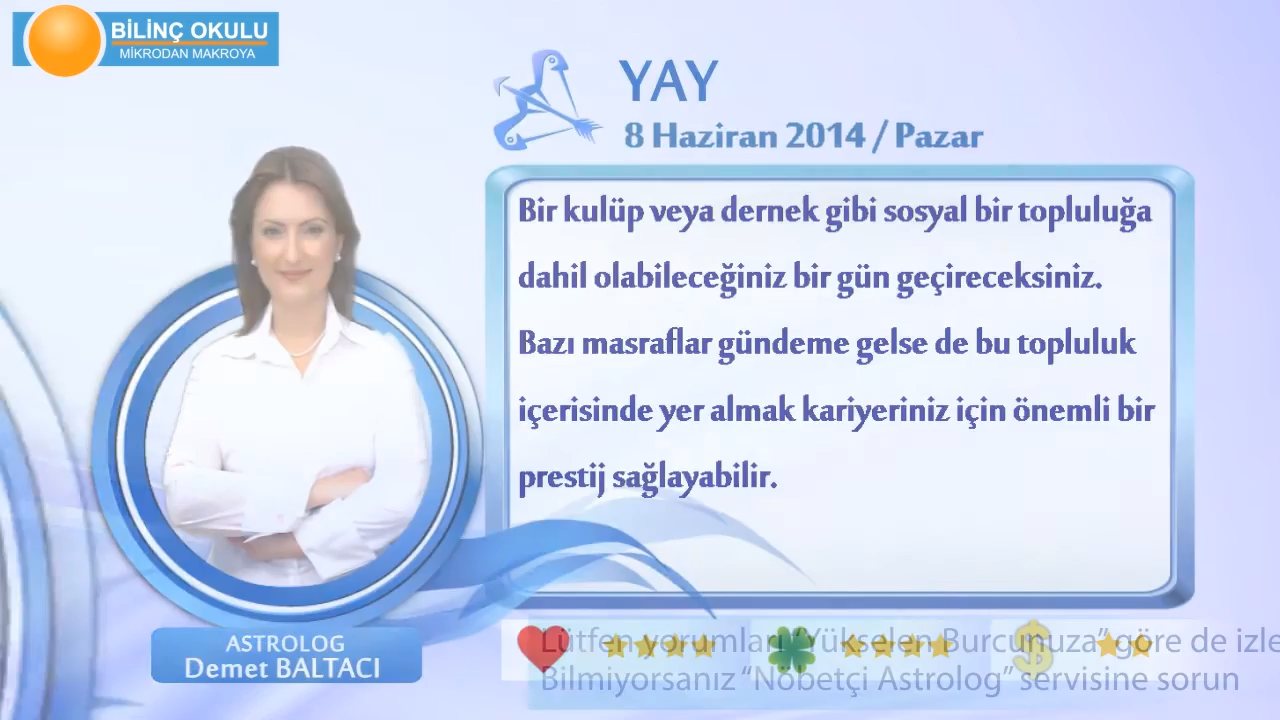 BİLİNÇ OKULU
MİKRODAN MAKROYA
YAY
8 Haziran 2014 / Pazar
Bir kulüp veya dernek gibi sosyal bir topluluğa
dahil olabileceğiniz bir gün geçireceksiniz.
Bazı masraflar gündeme gelse de bu topluluk
içerisinde yer almak kariyeriniz için önemli bir
prestij sağlayabilir.
ASTROLOG
Demet BALTACI
Lütfen yorumları "Yükselen Burcunuza" göre de izle
Bilmiyorsanız "Nöbetçi Astrolog" servisine sorun